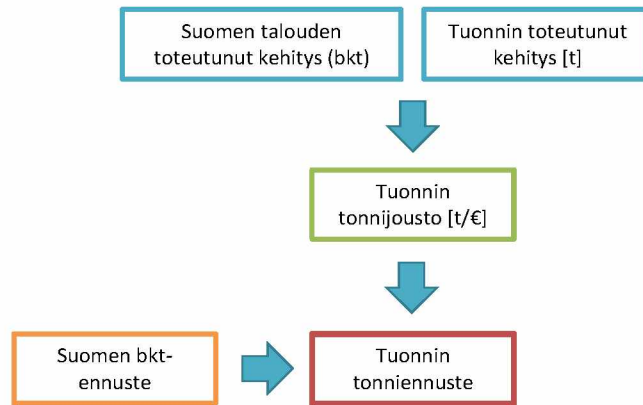 Suomen talouden
toteutunut kehitys (bkt)
Tuonnin toteutunut
kehitys [t]
Tuonnin
tonnijousto [t/€]
Suomen bkt-
ennuste
Tuonnin
tonniennuste